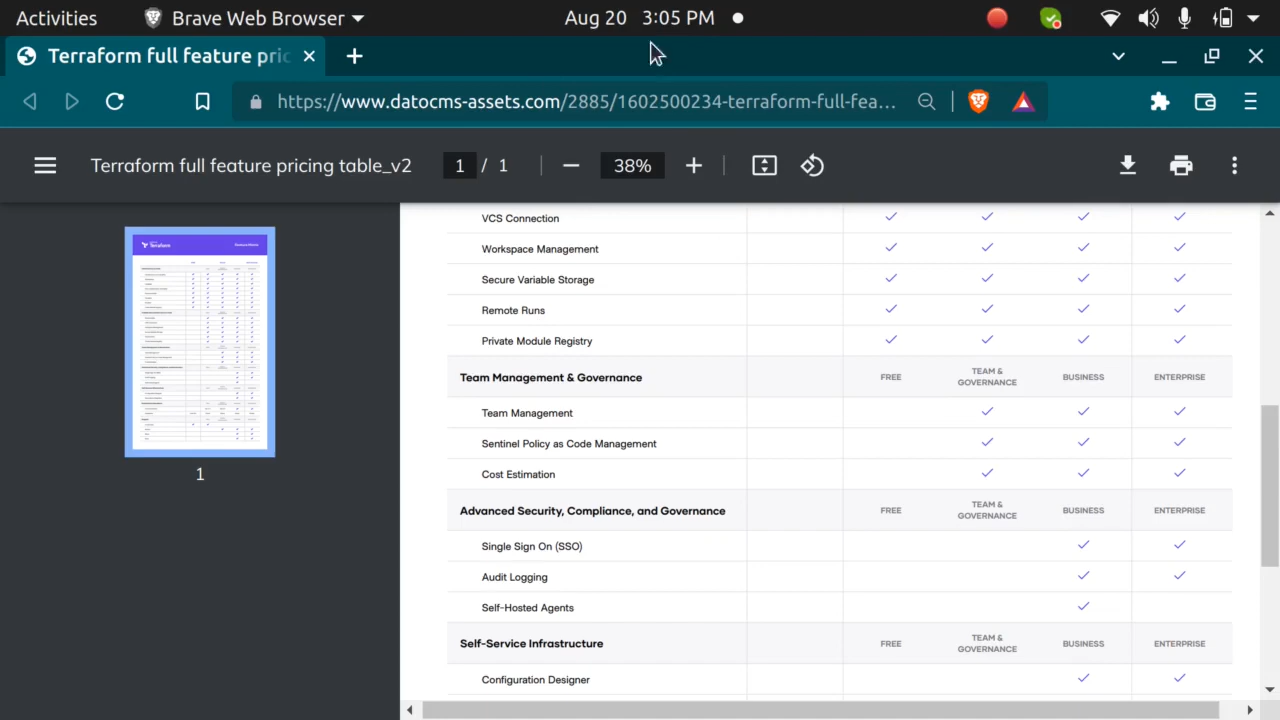 Activities
Brave Web Browser
Aug 20 3:05 PM
Terraform full feature pric
https://www.datocms-assets.com/2885/1602500234-terraform-full-fea...
Terraform full feature pricing table_v2
1 / 1
38%
Terraform
1
VCS Connection
Workspace Management
Secure Variable Storage
Remote Runs
Private Module Registry
Team Management & Governance FREE TEAM & GOVERNANCE BUSINESS ENTERPRISE
Team Management
Sentinel Policy as Code Management
Cost Estimation
Advanced Security, Compliance, and Governance FREE TEAM & GOVERNANCE BUSINESS ENTERPRISE
Single Sign On (SSO)
Audit Logging
Self-Hosted Agents
Self-Service Infrastructure FREE TEAM & GOVERNANCE BUSINESS ENTERPRISE
Configuration Designer